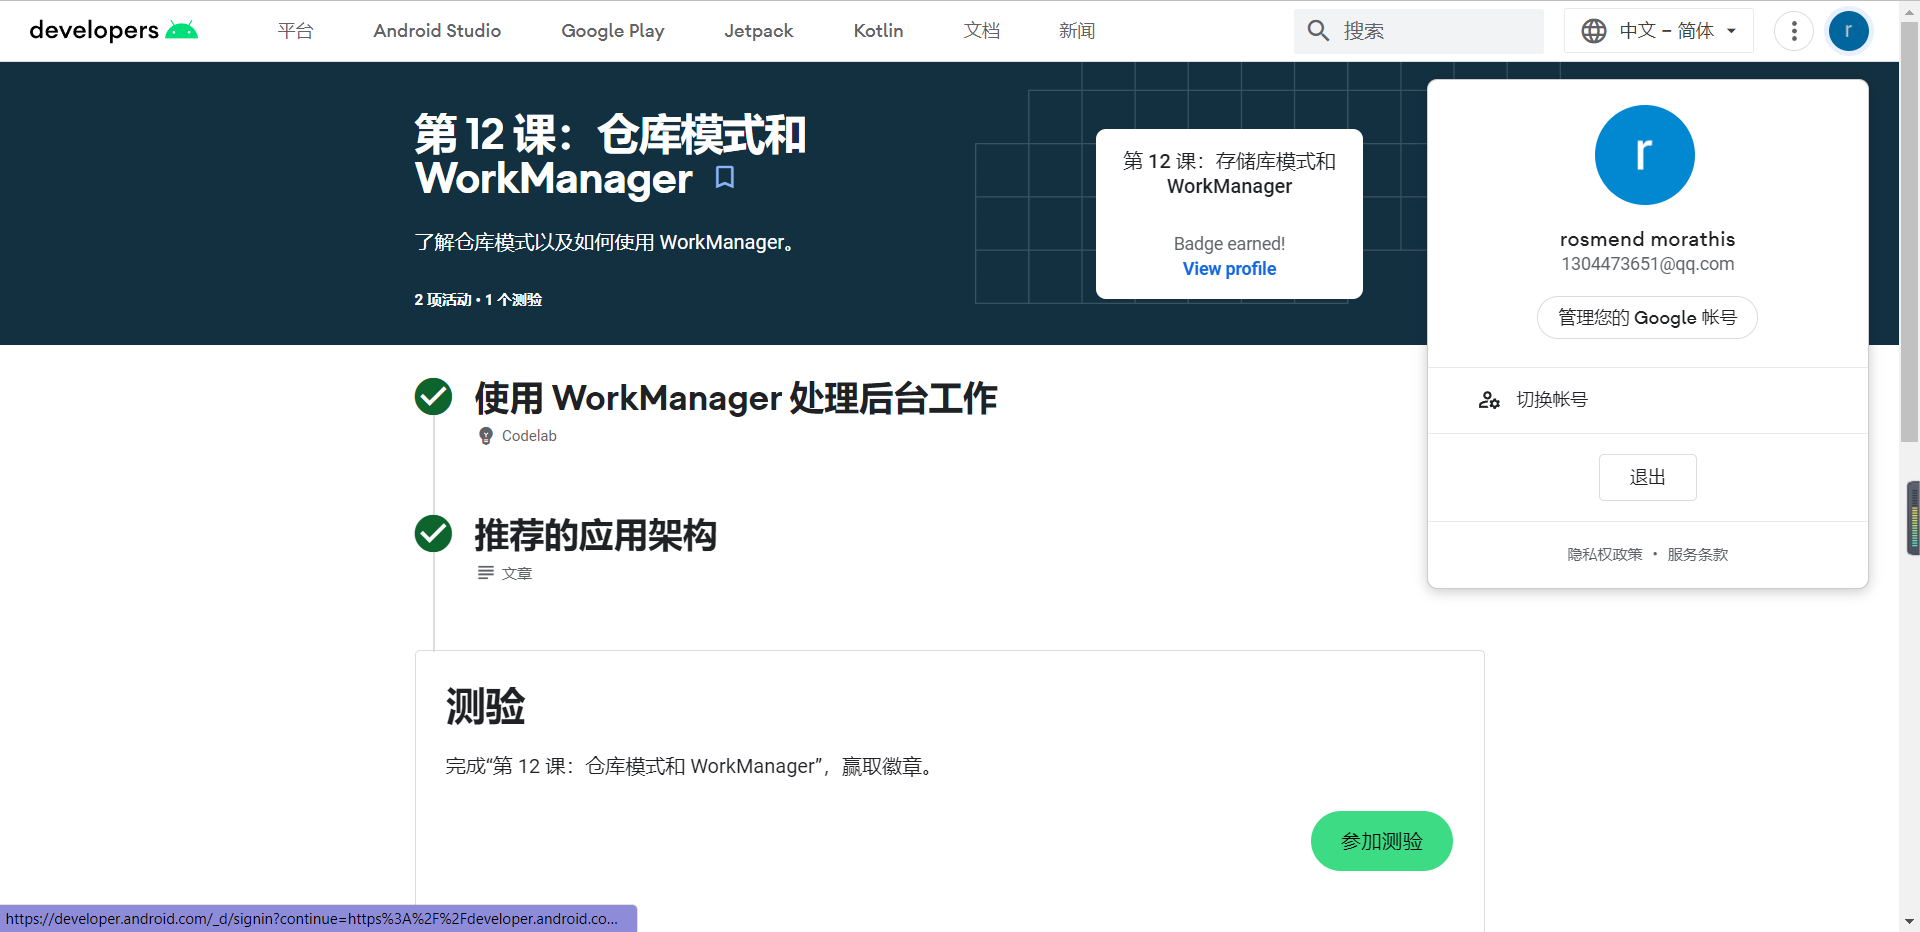 developers
平台
Android Studio
Google Play
Jetpack
Kotlin
文档
新闻
搜索
中文 – 简体
r
第 12 课：仓库模式和
WorkManager
了解仓库模式以及如何使用 WorkManager。
2 项活动 • 1 个测验
第 12 课：存储库模式和
WorkManager
Badge earned!
View profile
r
rosmend morathis
1304473651@qq.com
管理您的 Google 帐号
切换帐号
退出
隐私权政策 • 服务条款
使用 WorkManager 处理后台工作
Codelab
推荐的应用架构
文章
测验
完成“第 12 课：仓库模式和 WorkManager”，赢取徽章。
参加测验
https://developer.android.com/_d/signin?continue=https%3A%2F%2Fdeveloper.android.co...